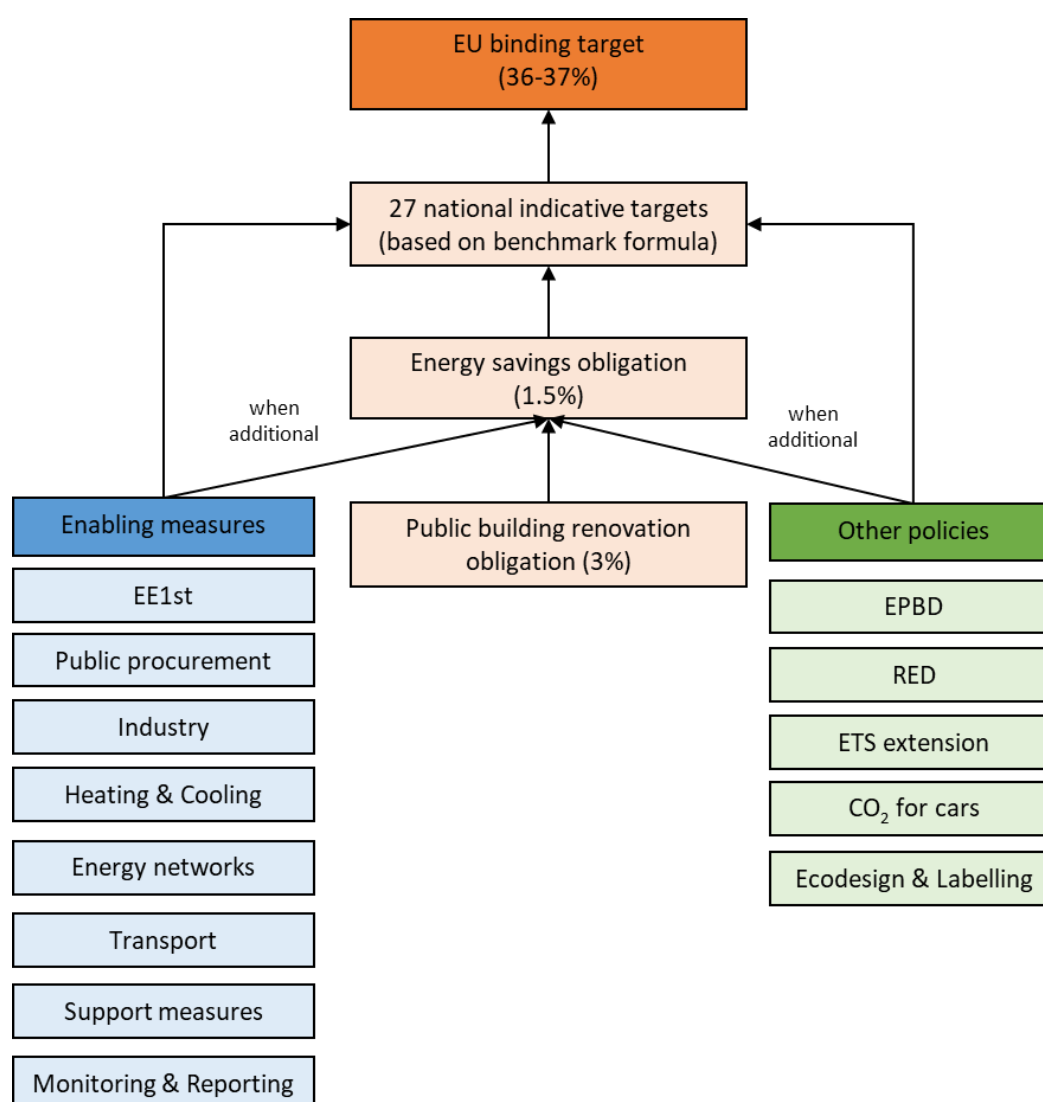 EU binding target
(36-37%)
27 national indicative targets
(based on benchmark formula)
Energy savings obligation
(1.5%)
when
additional
when
additional
Enabling measures
EE1st
Public procurement
Industry
Heating & Cooling
Energy networks
Transport
Support measures
Monitoring & Reporting
Public building renovation
obligation (3%)
Other policies
EPBD
RED
ETS extension
CO₂ for cars
Ecodesign & Labelling